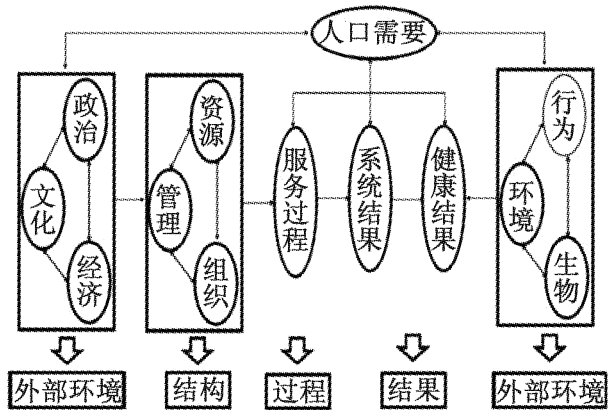 人口需要
政治
文化
经济
资源
管理
组织
服务过程
系统结果
健康结果
行为
环境
生物
外部环境
结构
过程
结果
外部环境